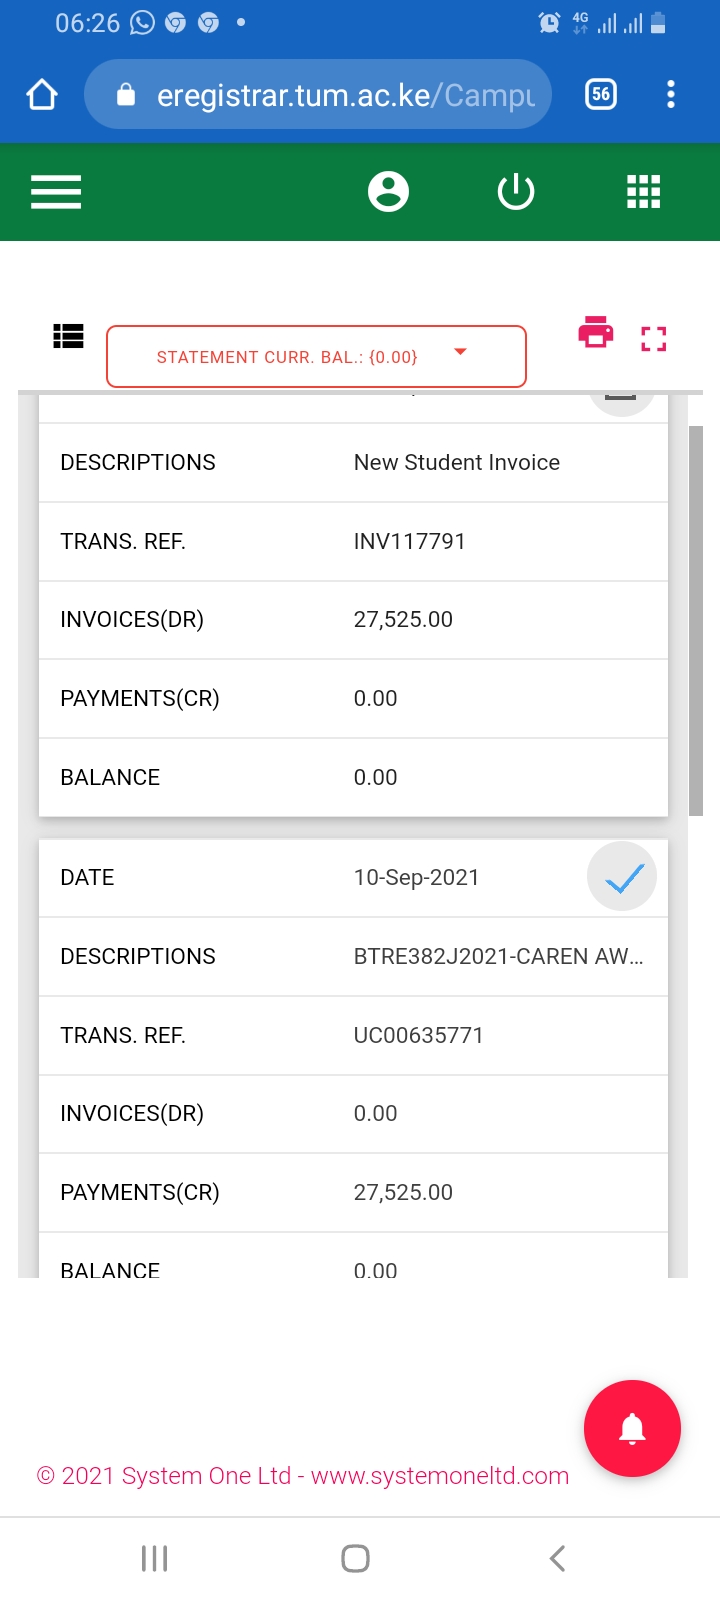 06:26
4G
eregistrar.tum.ac.ke/Campu
56
STATEMENT CURR. BAL.: {0.00}
DESCRIPTIONS New Student Invoice
TRANS. REF. INV117791
INVOICES(DR) 27,525.00
PAYMENTS(CR) 0.00
BALANCE 0.00
DATE 10-Sep-2021
DESCRIPTIONS BTRE382J2021-CAREN AW...
TRANS. REF. UC00635771
INVOICES(DR) 0.00
PAYMENTS(CR) 27,525.00
BALANCE 0.00
© 2021 System One Ltd - www.systemoneltd.com